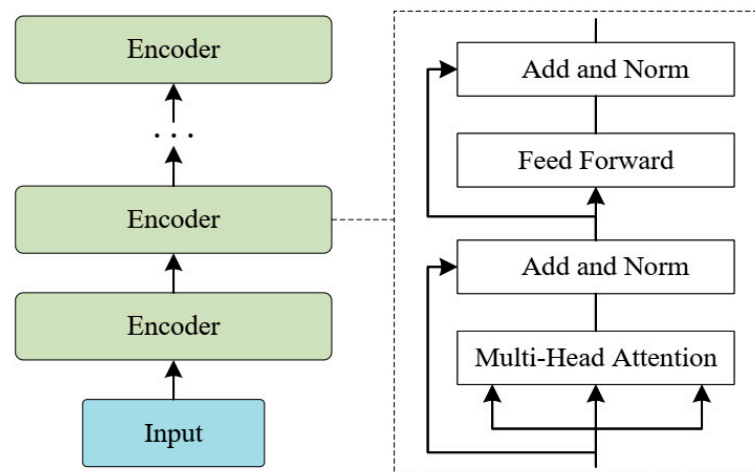 Encoder
...
Encoder
Encoder
Input
Add and Norm
Feed Forward
Add and Norm
Multi-Head Attention